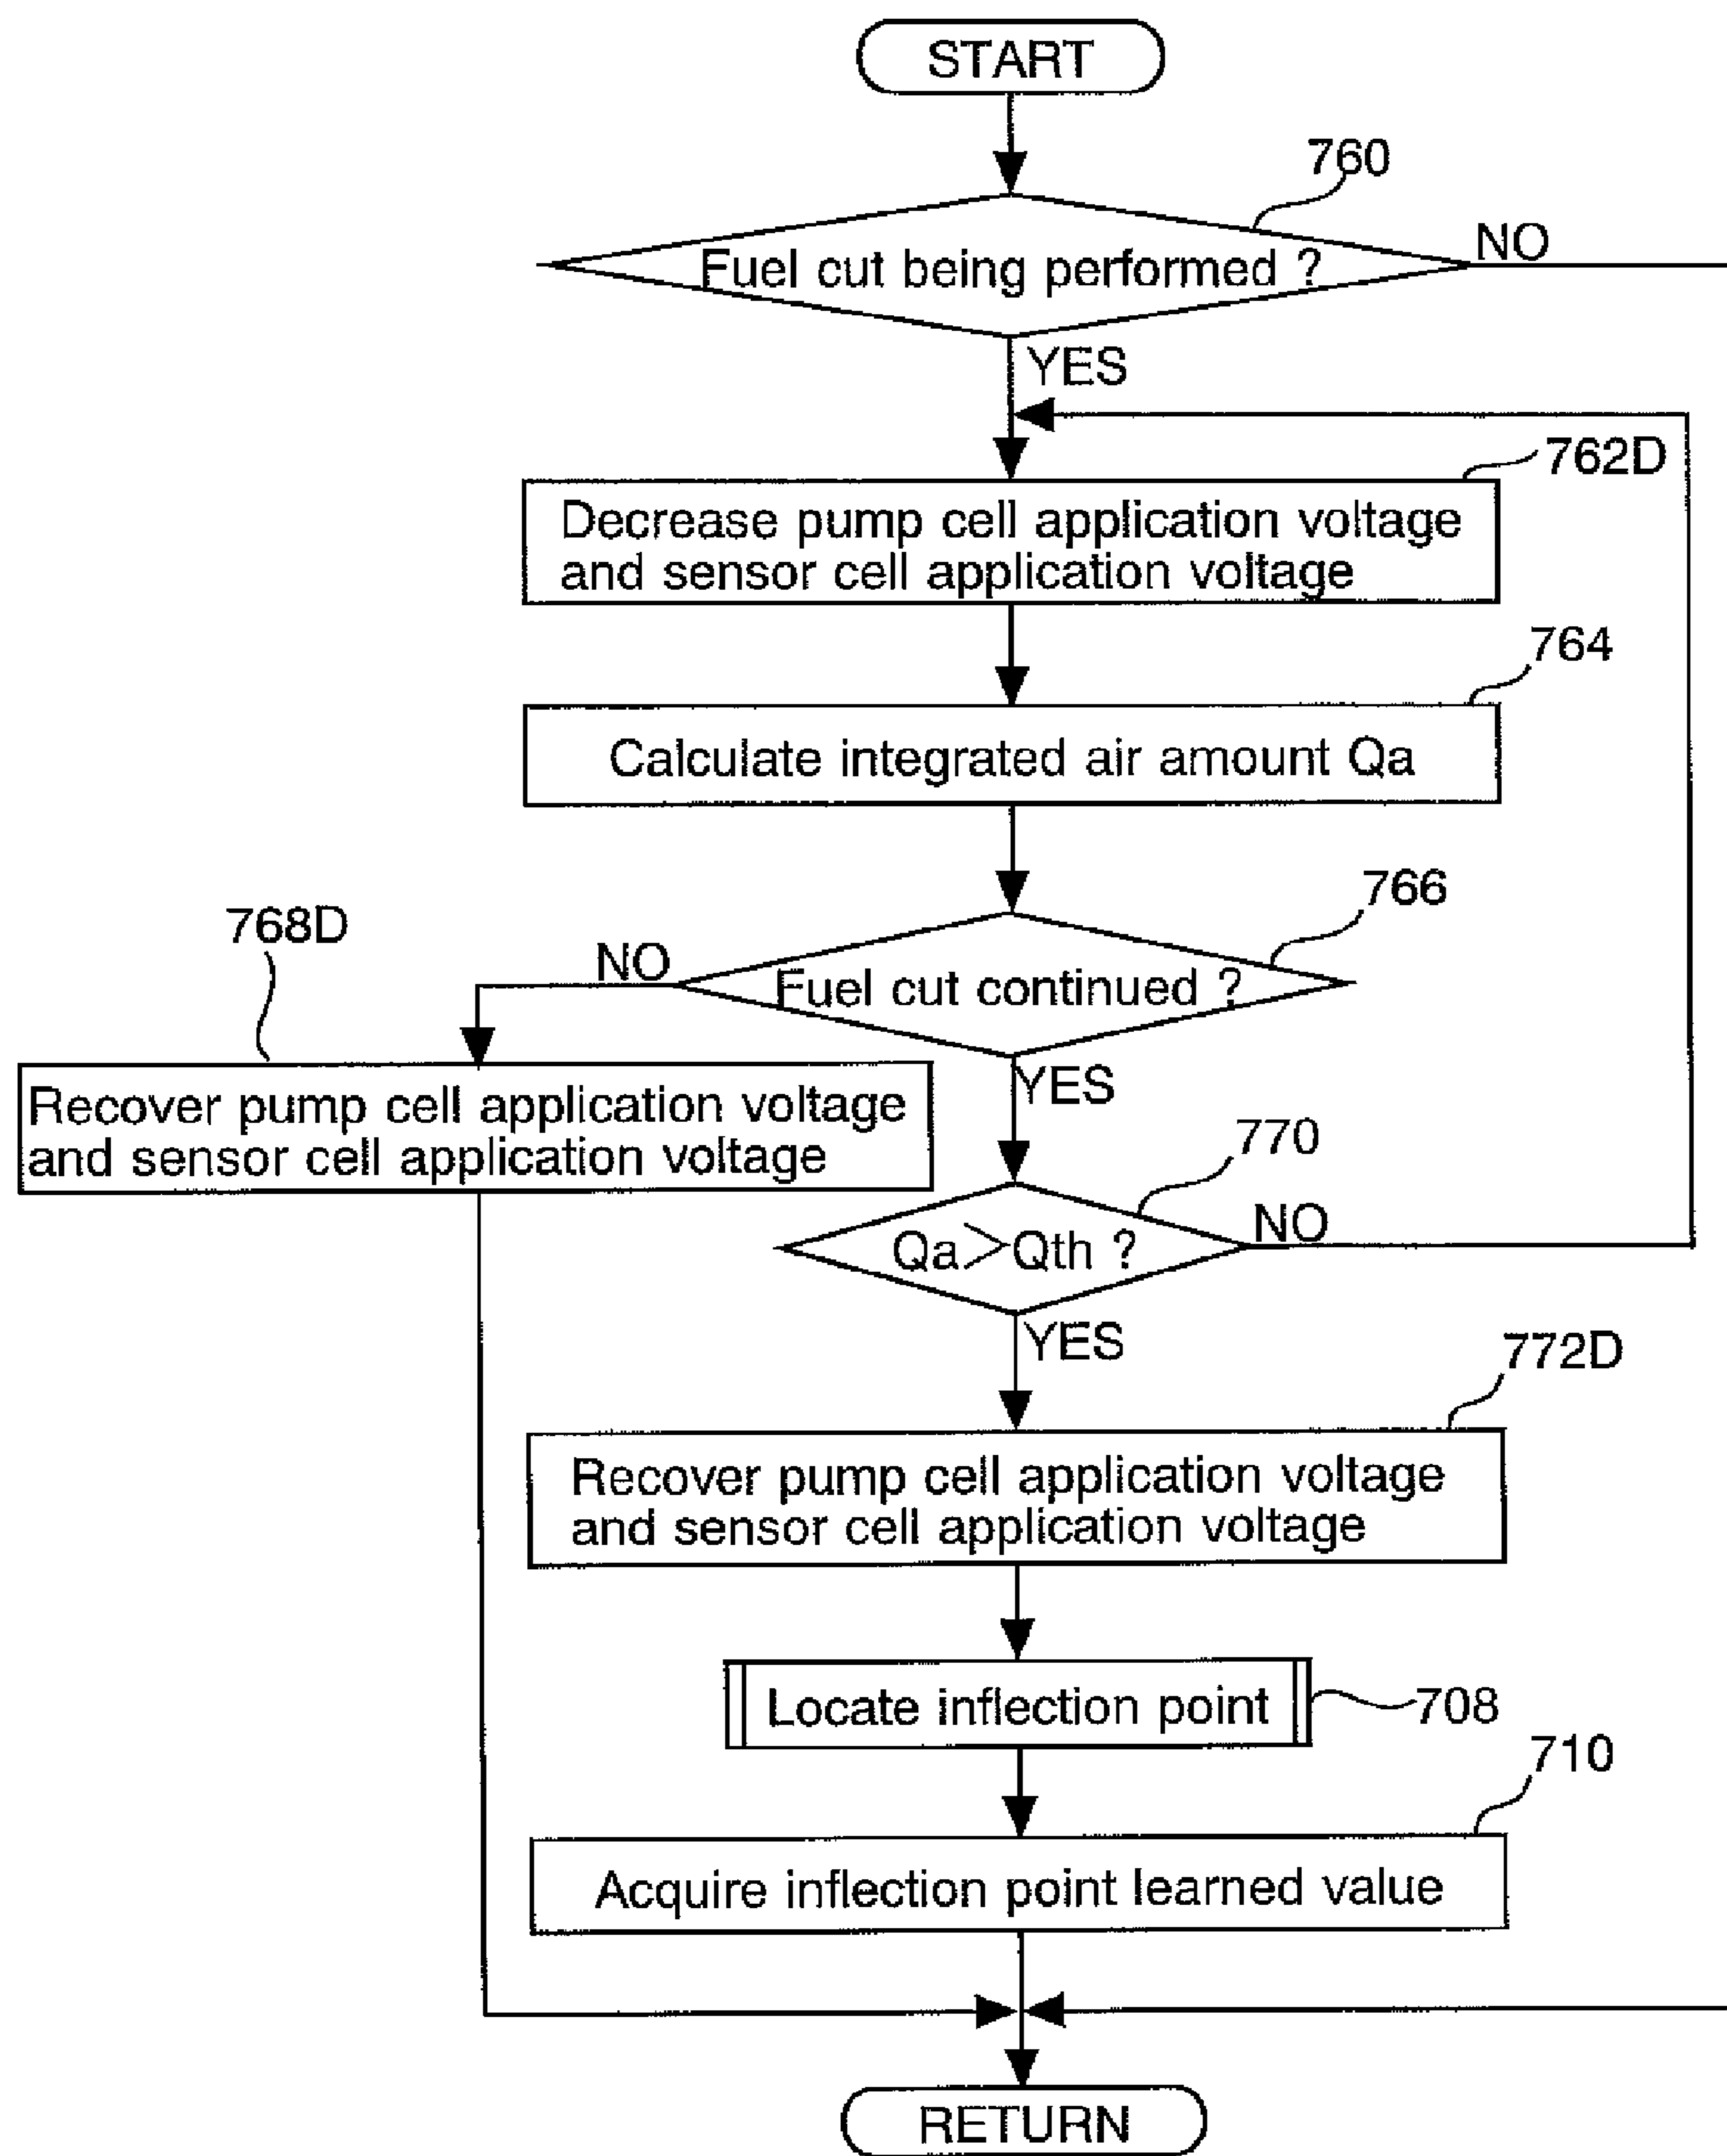 START
760
Fuel cut being performed ?
NO
YES
762D
Decrease pump cell application voltage
and sensor cell application voltage
764
Calculate integrated air amount Qa
766
768D
NO
Fuel cut continued ?
YES
Recover pump cell application voltage
and sensor cell application voltage
770
Qa>Qth ?
NO
YES
772D
Recover pump cell application voltage
and sensor cell application voltage
Locate inflection point
708
710
Acquire inflection point learned value
RETURN